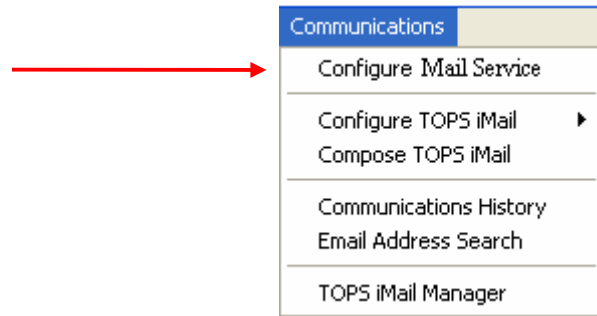 Communications
Configure Mail Service
Configure TOPS iMail
Compose TOPS iMail
Communications History
Email Address Search
TOPS iMail Manager